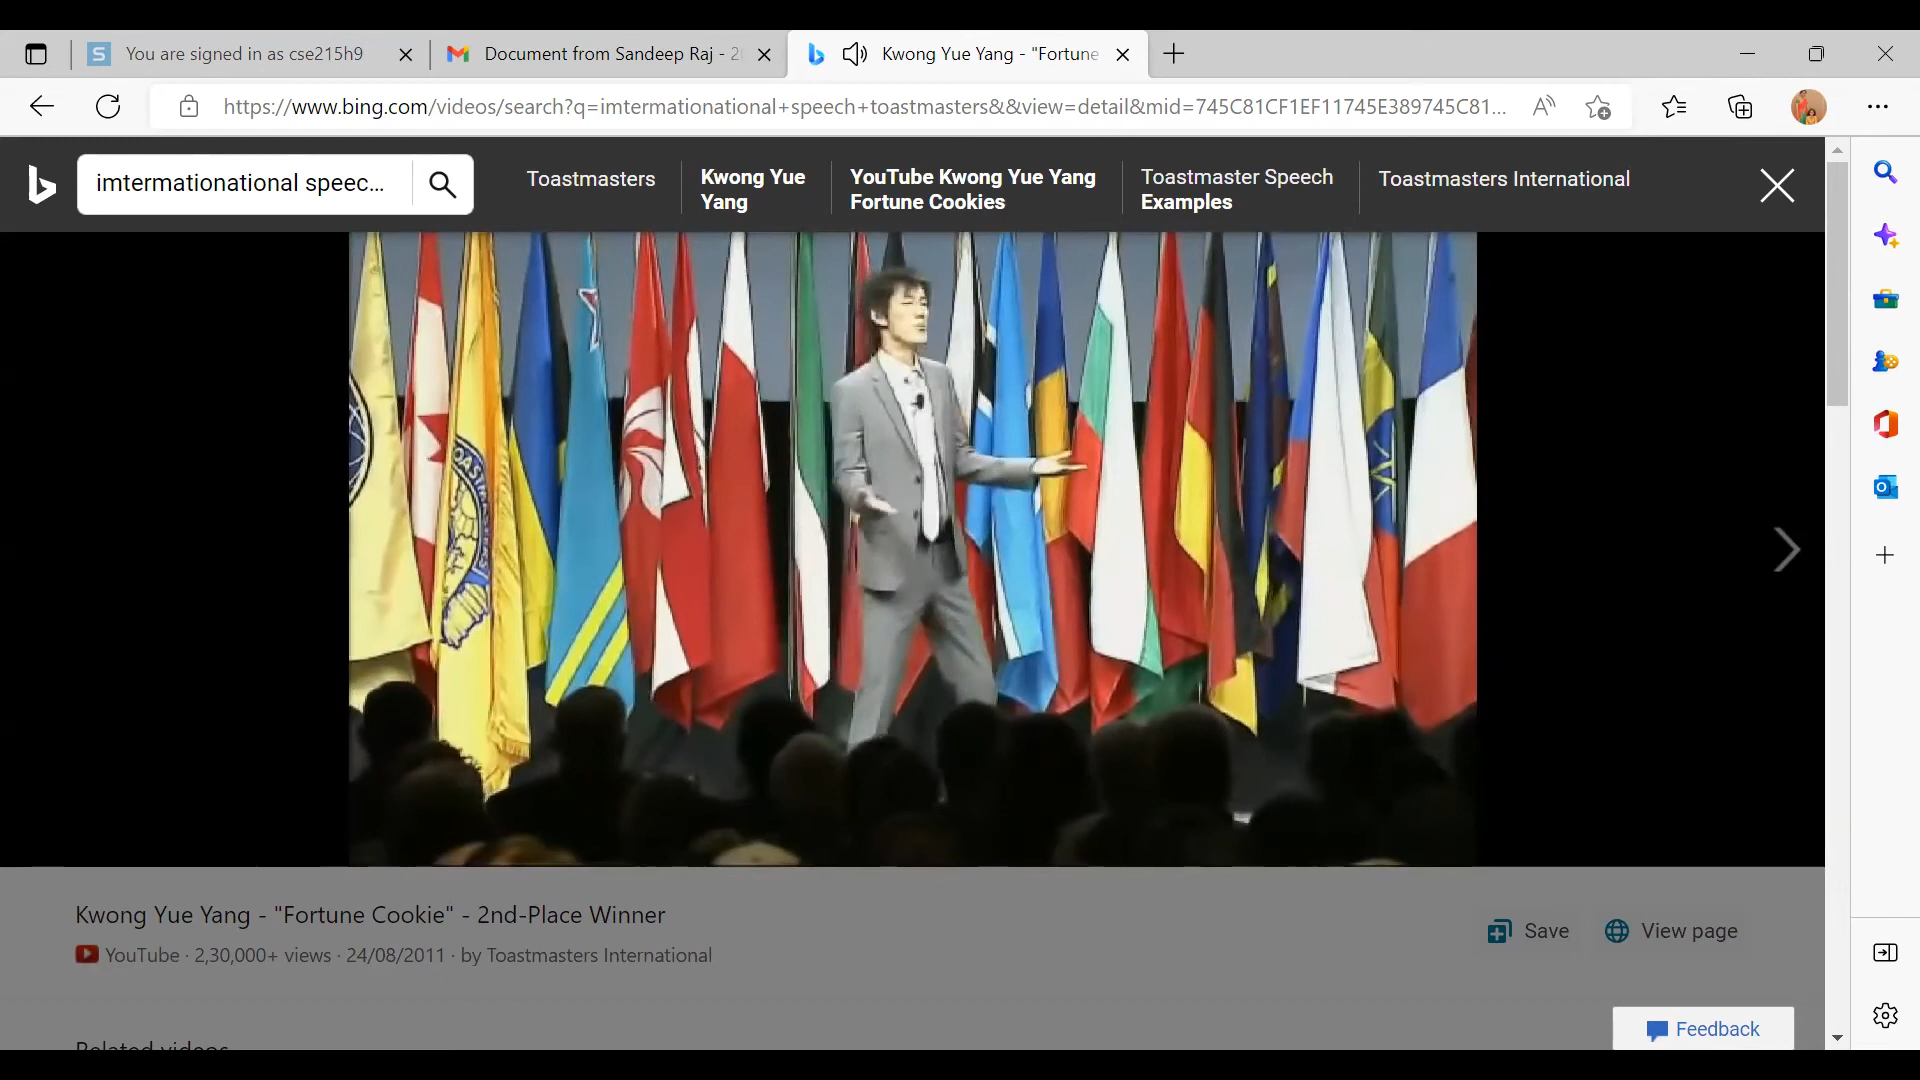 You are signed in as cse215h9
Document from Sandeep Raj - 2
Kwong Yue Yang - "Fortune
https://www.bing.com/videos/search?q=imtermationational+speech+toastmasters&&view=detail&mid=745C81CF1EF11745E389745C81...
imtermationational speec...
Toastmasters
Kwong Yue
Yang
YouTube Kwong Yue Yang
Fortune Cookies
Toastmaster Speech
Examples
Toastmasters International
Kwong Yue Yang - "Fortune Cookie" - 2nd-Place Winner
YouTube · 2,30,000+ views · 24/08/2011 · by Toastmasters International
Save
View page
Feedback